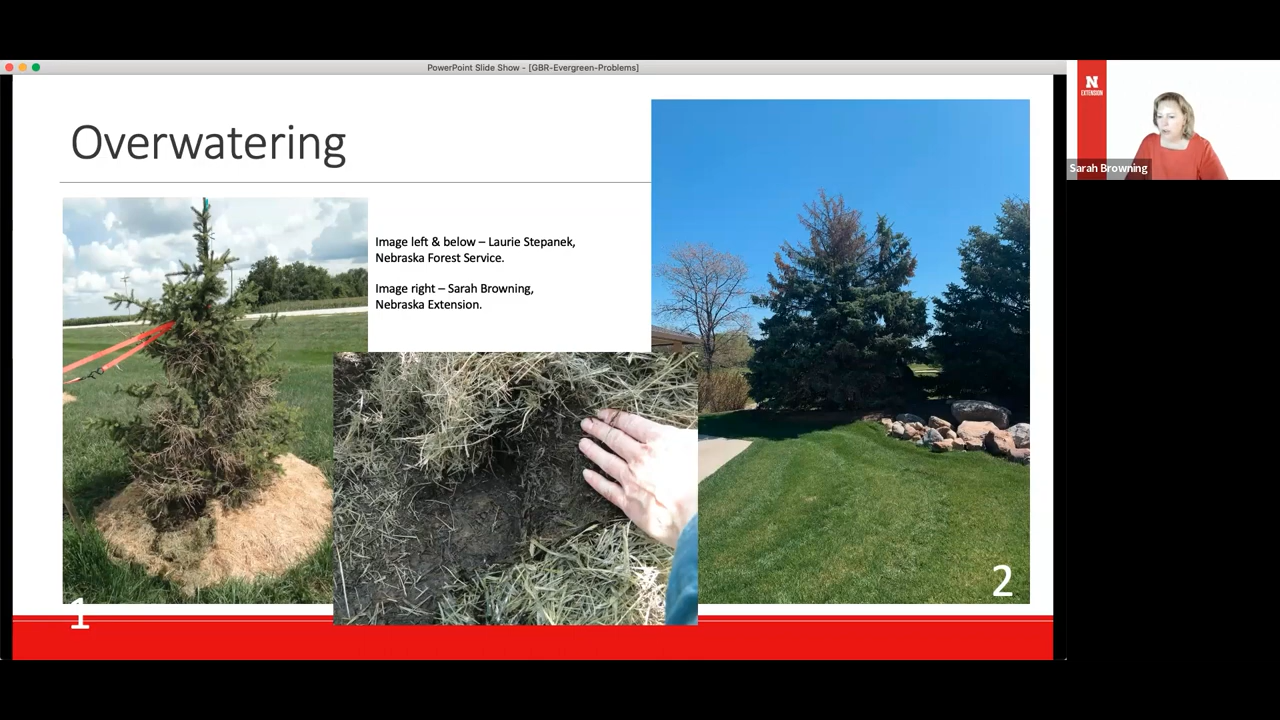 PowerPoint Slide Show - [GBR-Evergreen-Problems]
Overwatering
Image left & below – Laurie Stepanek,
Nebraska Forest Service.
Image right – Sarah Browning,
Nebraska Extension.
1
2
N
EXTENSION
Sarah Browning